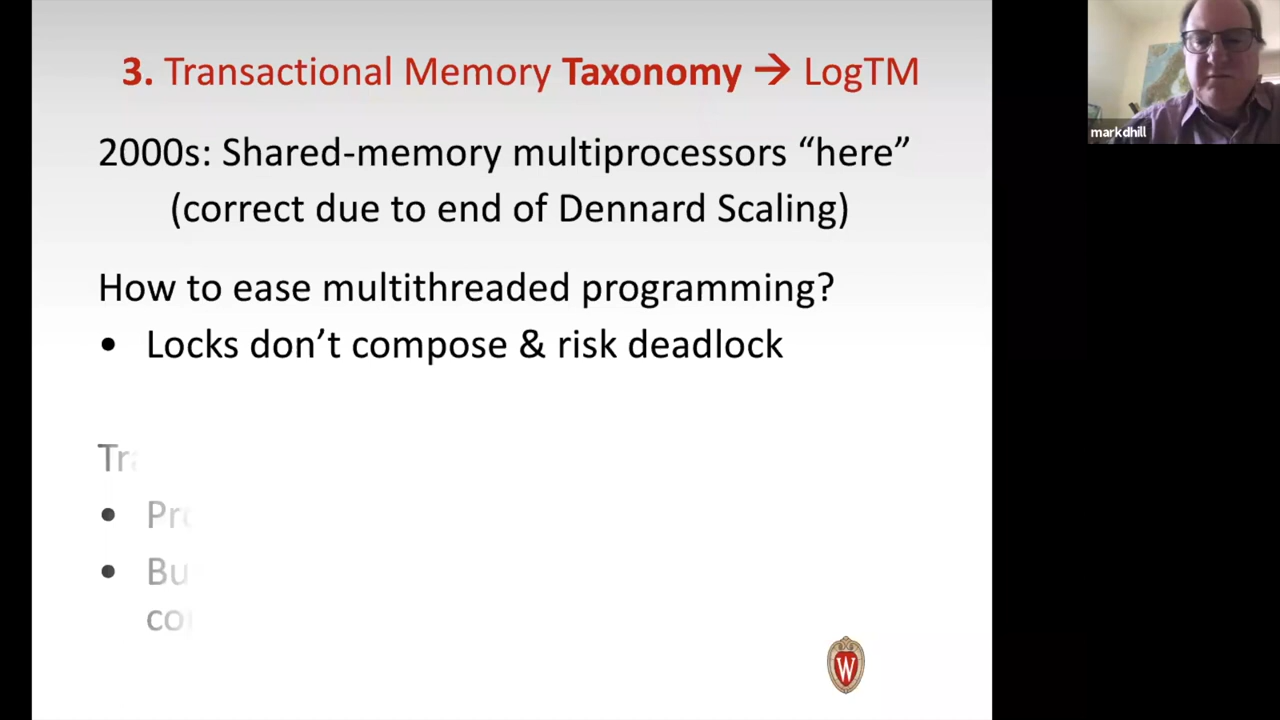 3. Transactional Memory Taxonomy → LogTM
markdhill
2000s: Shared-memory multiprocessors “here”
(correct due to end of Dennard Scaling)
How to ease multithreaded programming?
• Locks don’t compose & risk deadlock
W